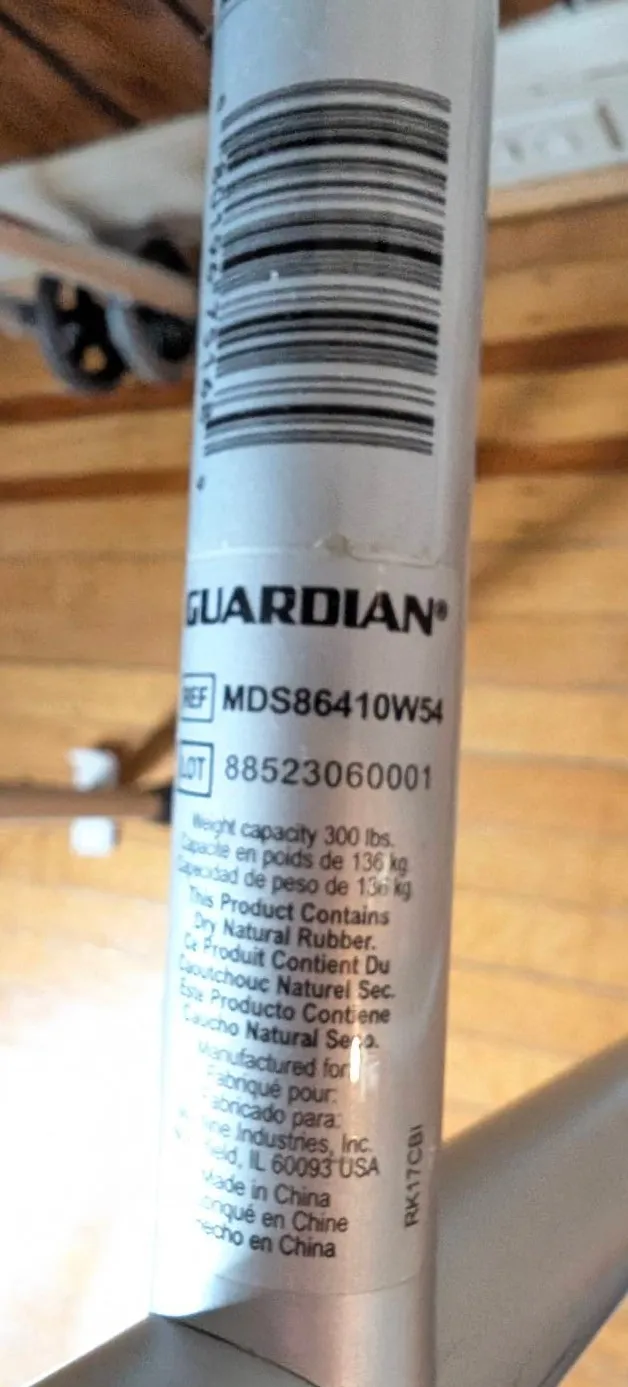 GUARDIAN®
REF MDS86410W54
LOT 88523060001
Weight capacity 300 lbs.
Capacité en poids de 136 kg
Capacidad de peso de 136 kg
This Product Contains
Dry Natural Rubber.
Ce Produit Contient Du
Caoutchouc Naturel Sec.
Este Producto Contiene
Caucho Natural Seco.
Manufactured for:
Fabriqué pour:
Fabricado para:
Industries, Inc.
IL 60093 USA
Made in China
en Chine
Hecho en China
RK17CBI